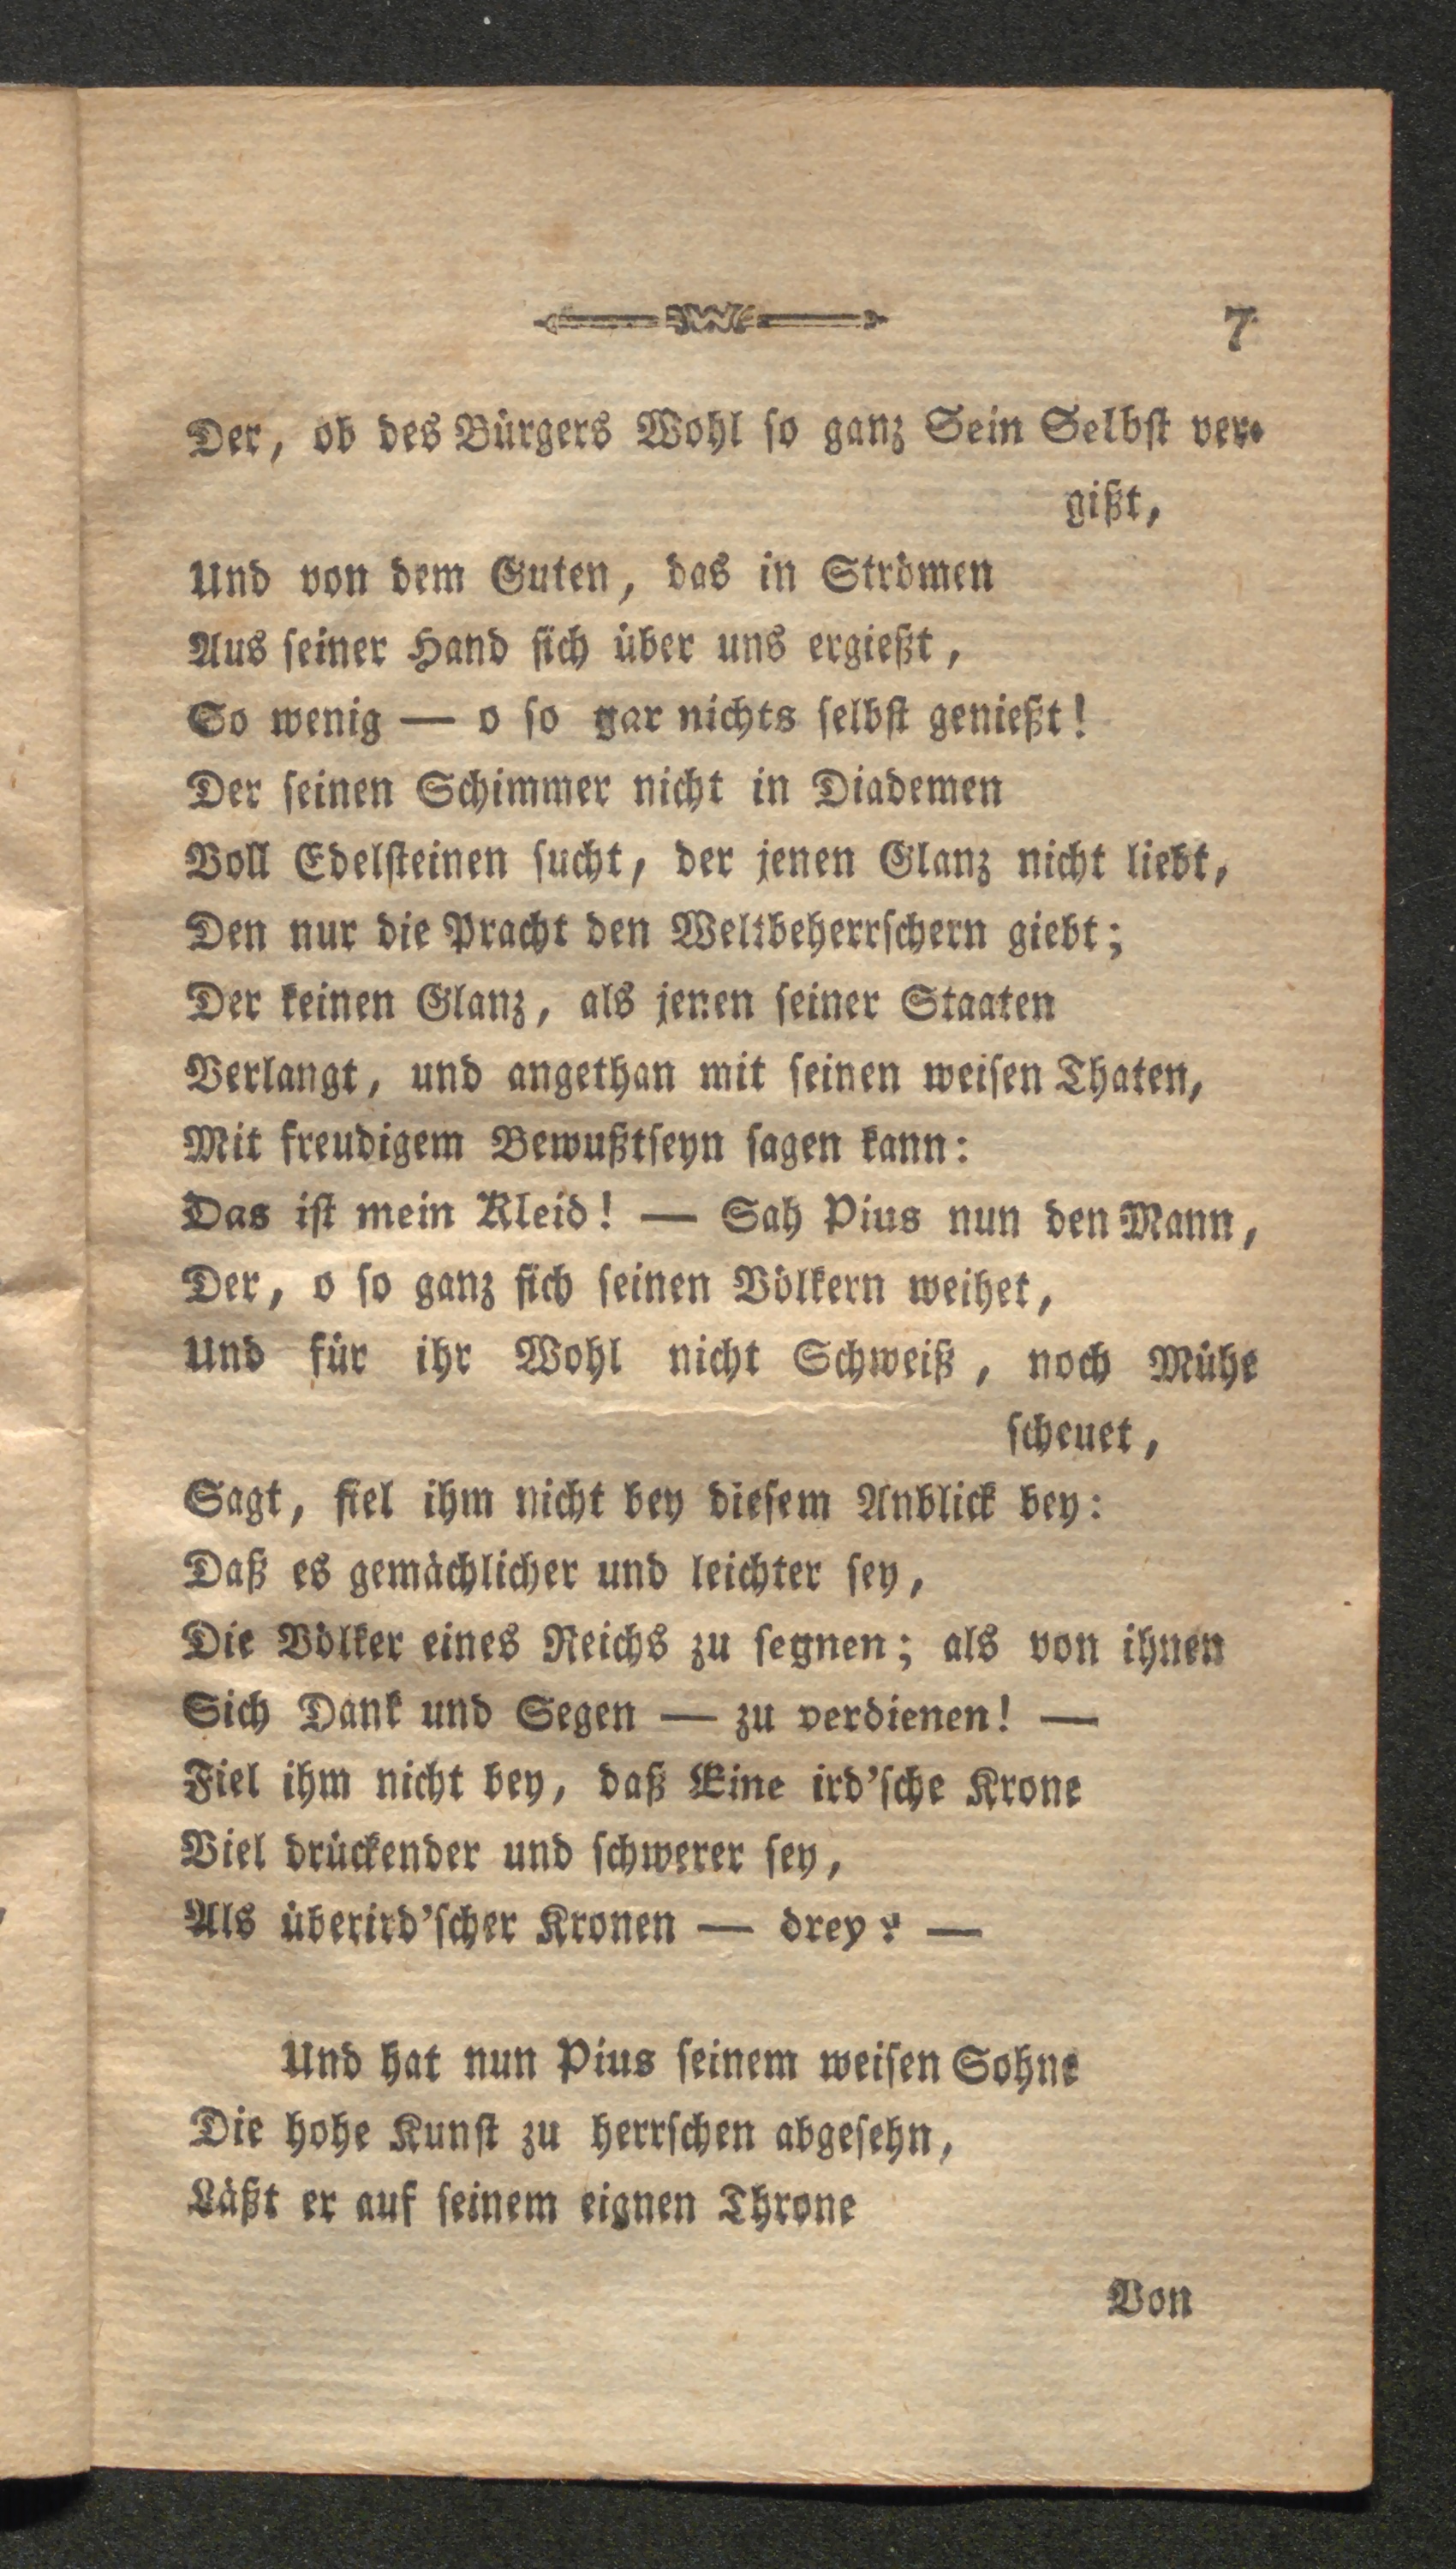 7
Der, ob des Bürgers Wohl ſo ganz Sein Selbſt ver-
gißt,
Und von dem Guten, das in Strömen
Aus ſeiner Hand ſich über uns ergießt,
So wenig — o ſo gar nichts ſelbſt genießt!
Der ſeinen Schimmer nicht in Diademen
Voll Edelſteinen ſucht, der jenen Glanz nicht liebt,
Den nur die Pracht den Weltbeherrſchern giebt;
Der keinen Glanz, als jenen ſeiner Staaten
Verlangt, und angethan mit ſeinen weiſen Thaten,
Mit freudigem Bewußtſeyn ſagen kann:
Das iſt mein Kleid! — Sah Pius nun den Mann,
Der, o ſo ganz ſich ſeinen Völkern weihet,
Und für ihr Wohl nicht Schweiß, noch Mühe
ſcheuet,
Sagt, fiel ihm nicht bey dieſem Anblick bey:
Daß es gemächlicher und leichter ſey,
Die Völker eines Reichs zu ſegnen; als von ihnen
Sich Dank und Segen — zu verdienen! —
Fiel ihm nicht bey, daß Eine ird'ſche Krone
Viel drückender und ſchwerer ſey,
Als überird'ſcher Kronen — drey? —
Und hat nun Pius ſeinem weiſen Sohne
Die hohe Kunſt zu herrſchen abgeſehn,
Läßt er auf ſeinem eignen Throne
Von